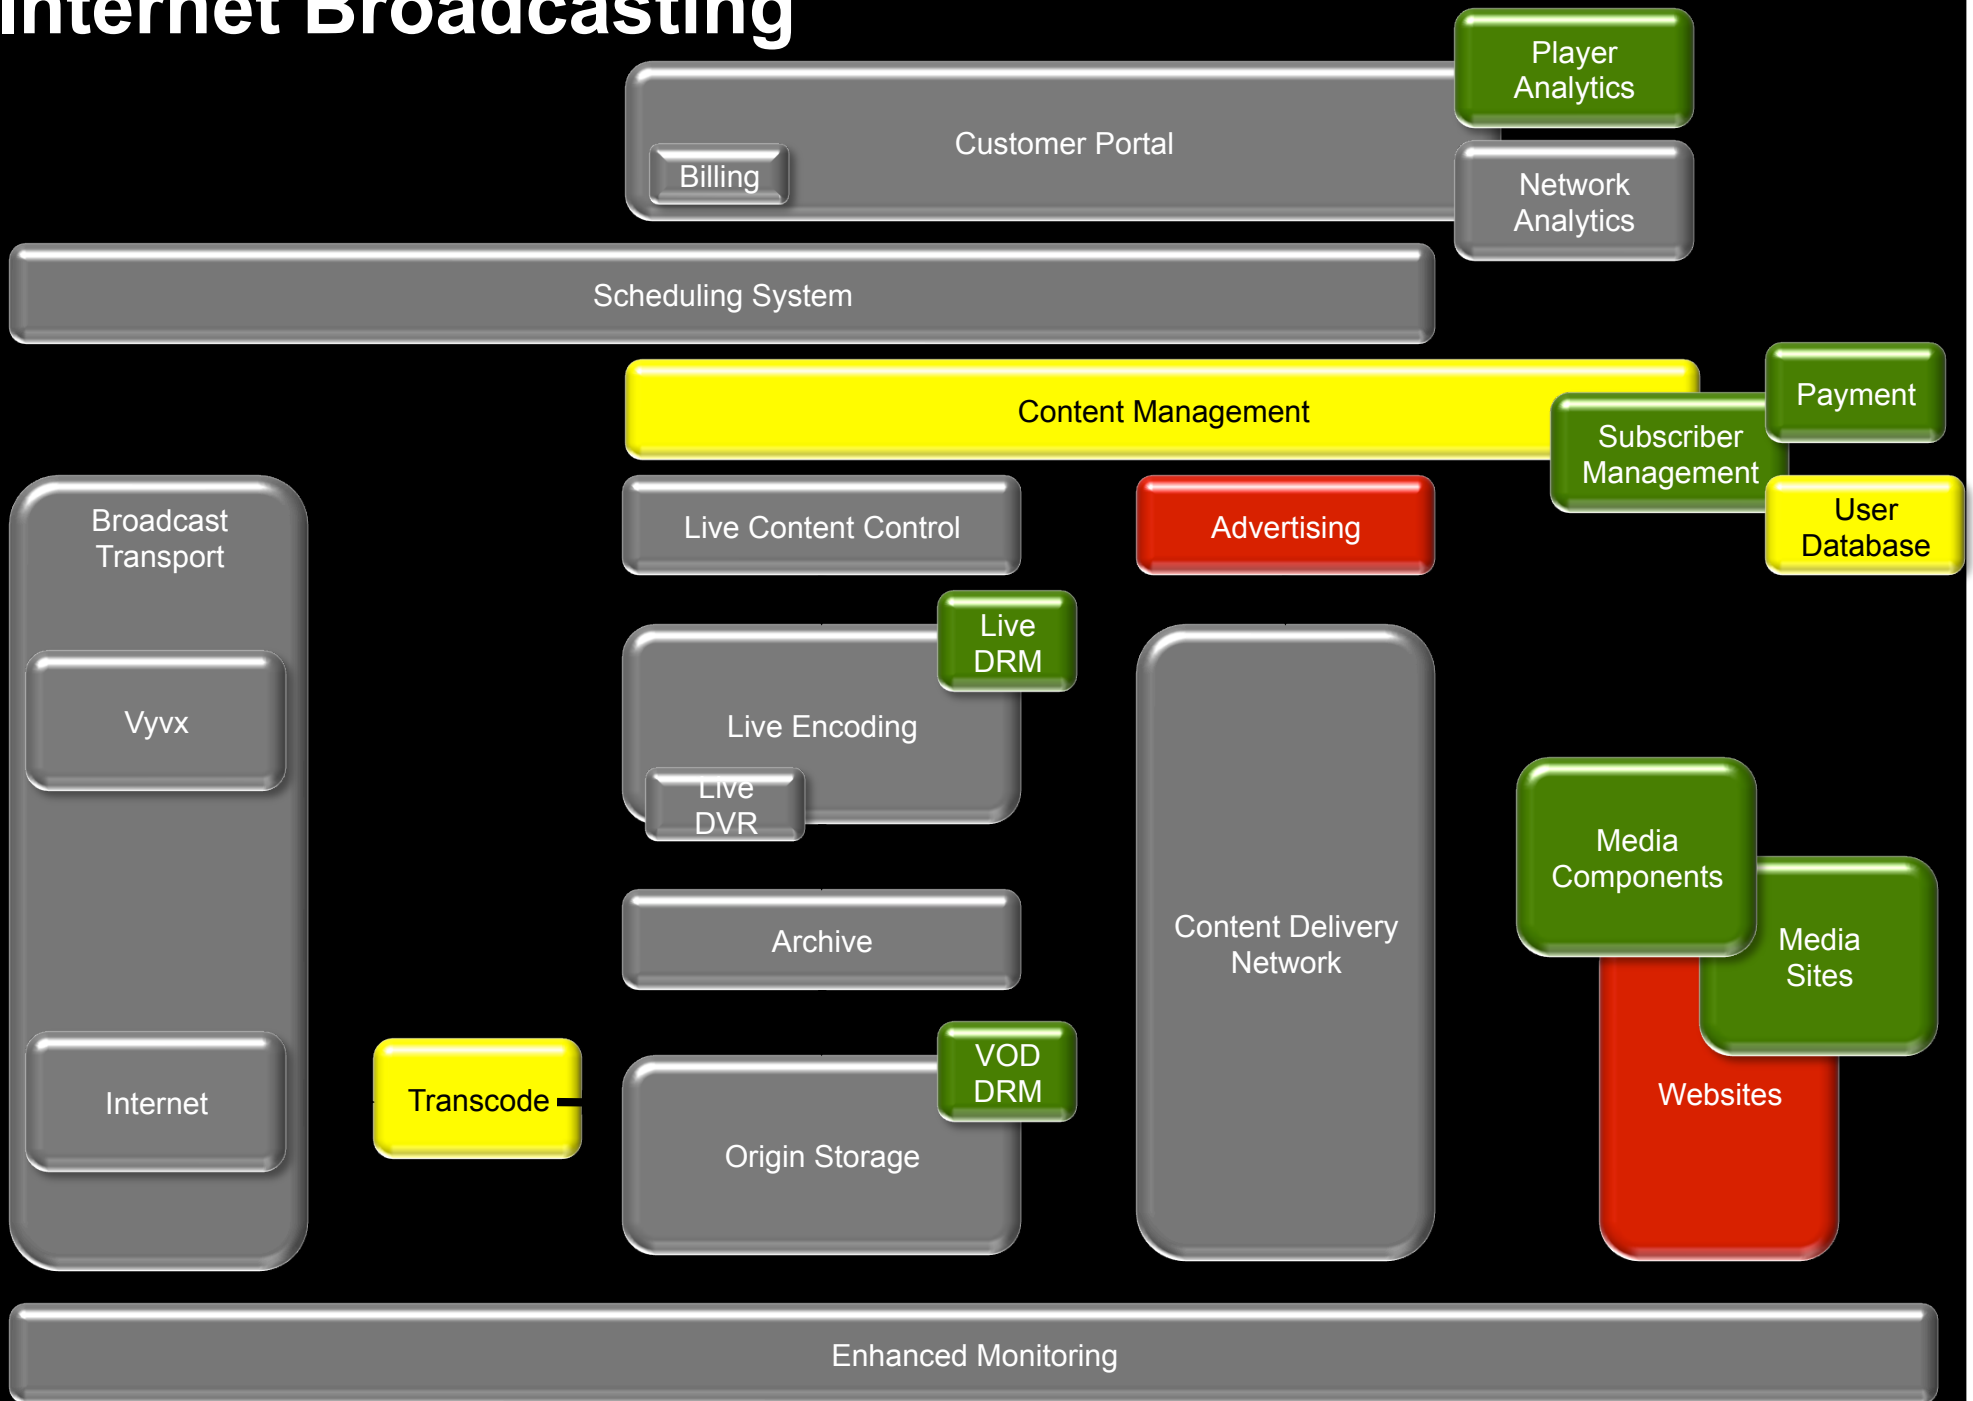 Internet Broadcasting
Player
Analytics
Customer Portal
Billing
Network
Analytics
Scheduling System
Payment
Content Management
Subscriber
Management
User
Database
Broadcast
Transport
Live Content Control
Advertising
Live
DRM
Vyvx
Live Encoding
Live
DVR
Media
Components
Archive
Content Delivery
Network
Media
Sites
VOD
DRM
Internet
Transcode
Websites
Origin Storage
Enhanced Monitoring